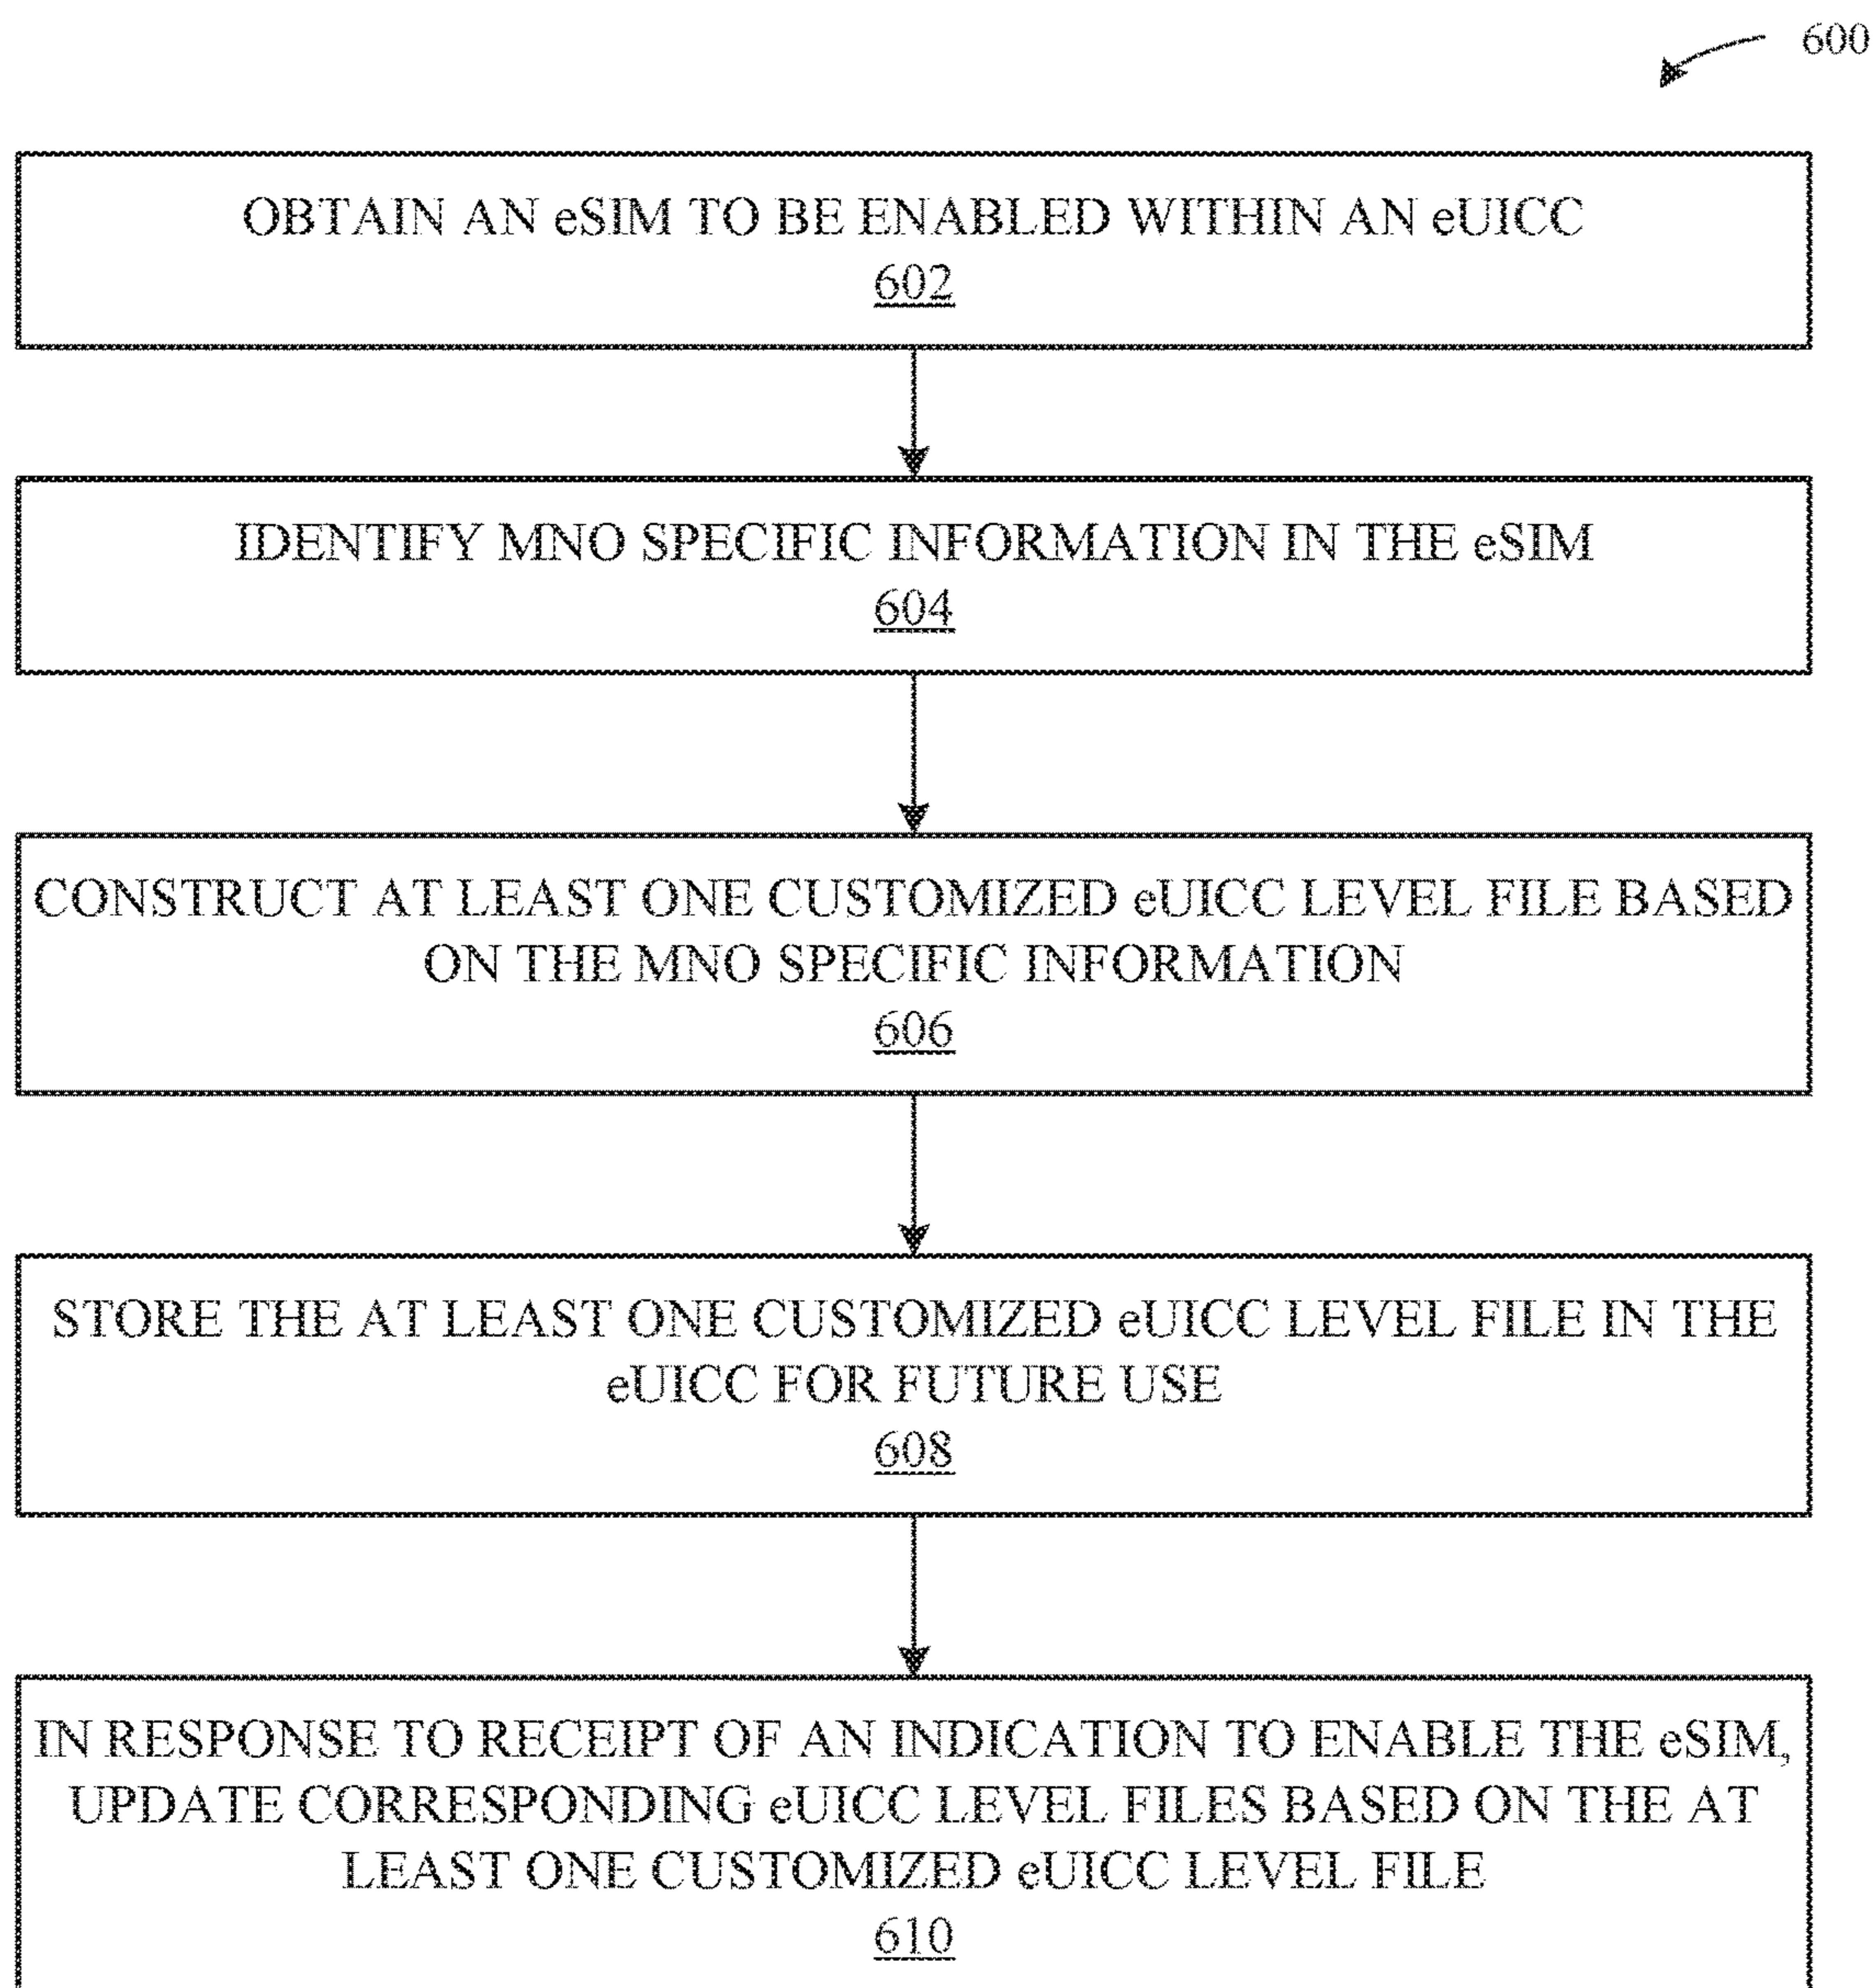 600
OBTAIN AN eSIM TO BE ENABLED WITHIN AN eUICC
602
IDENTIFY MNO SPECIFIC INFORMATION IN THE eSIM
604
CONSTRUCT AT LEAST ONE CUSTOMIZED eUICC LEVEL FILE BASED
ON THE MNO SPECIFIC INFORMATION
606
STORE THE AT LEAST ONE CUSTOMIZED eUICC LEVEL FILE IN THE
eUICC FOR FUTURE USE
608
IN RESPONSE TO RECEIPT OF AN INDICATION TO ENABLE THE eSIM,
UPDATE CORRESPONDING eUICC LEVEL FILES BASED ON THE AT
LEAST ONE CUSTOMIZED eUICC LEVEL FILE
610